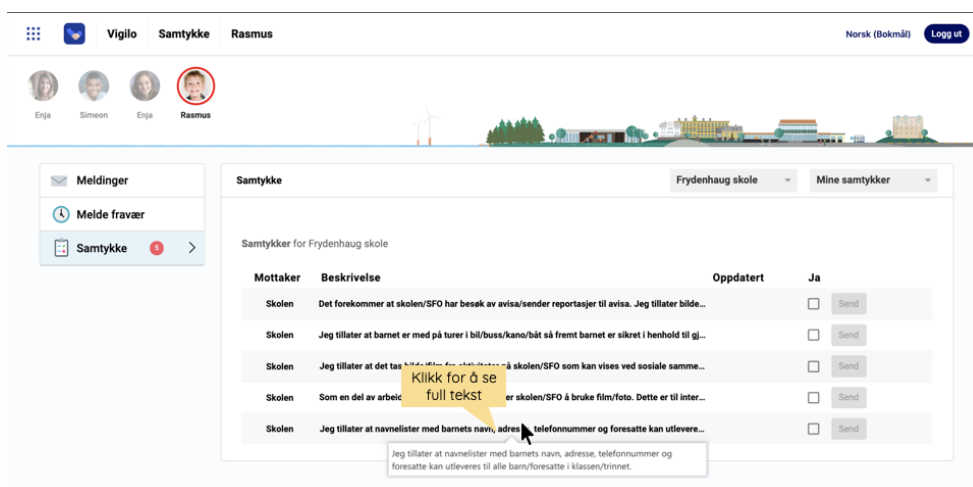 Vigilo Samtykke Rasmus Norsk (Bokmål) Logg ut
Enja Simeon Enja Rasmus
Meldinger
Melde fravær
Samtykke 5
Samtykke Frydenhaug skole Mine samtykker
Samtykker for Frydenhaug skole
Mottaker Beskrivelse Oppdatert Ja
Skolen Det forekommer at skolen/SFO har besøk av avisa/sender reportasjer til avisa. Jeg tillater bilde... Send
Skolen Jeg tillater at barnet er med på turer i bil/buss/kano/båt så fremt barnet er sikret i henhold til gj... Send
Skolen Jeg tillater at det tas skolen/SFO som kan vises ved sosiale samme... Send
Skolen Som en del av skolen/SFO å bruke film/foto. Dette er til inter... Send
Skolen Jeg tillater at navnelister med barnets navn, telefonnummer og foresatte kan utlevere... Send
Klikk for å se
full tekst
Jeg tillater at navnelister med barnets navn, adresse, telefonnummer og
foresatte kan utleveres til alle barn/foresatte i klassen/trinnet.